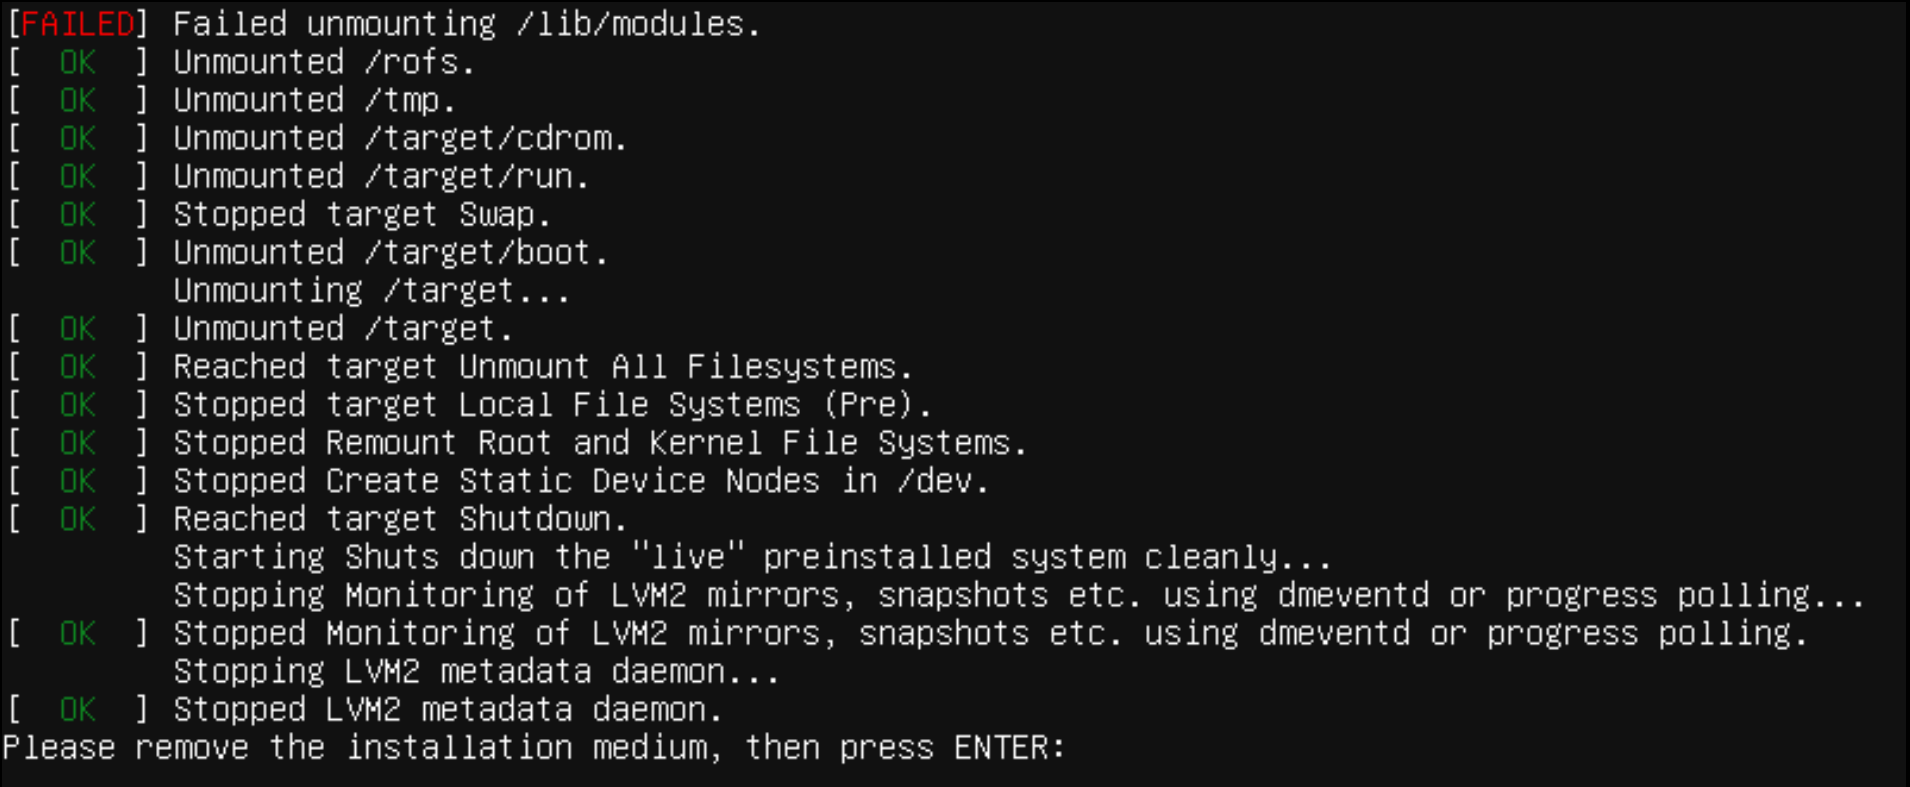 [FAILED] Failed unmounting /lib/modules.
[  OK  ] Unmounted /rofs.
[  OK  ] Unmounted /tmp.
[  OK  ] Unmounted /target/cdrom.
[  OK  ] Unmounted /target/run.
[  OK  ] Stopped target Swap.
[  OK  ] Unmounted /target/boot.
         Unmounting /target...
[  OK  ] Unmounted /target.
[  OK  ] Reached target Unmount All Filesystems.
[  OK  ] Stopped target Local File Systems (Pre).
[  OK  ] Stopped Remount Root and Kernel File Systems.
[  OK  ] Stopped Create Static Device Nodes in /dev.
[  OK  ] Reached target Shutdown.
         Starting Shuts down the "live" preinstalled system cleanly...
         Stopping Monitoring of LVM2 mirrors, snapshots etc. using dmeventd or progress polling...
[  OK  ] Stopped Monitoring of LVM2 mirrors, snapshots etc. using dmeventd or progress polling.
         Stopping LVM2 metadata daemon...
[  OK  ] Stopped LVM2 metadata daemon.
Please remove the installation medium, then press ENTER: